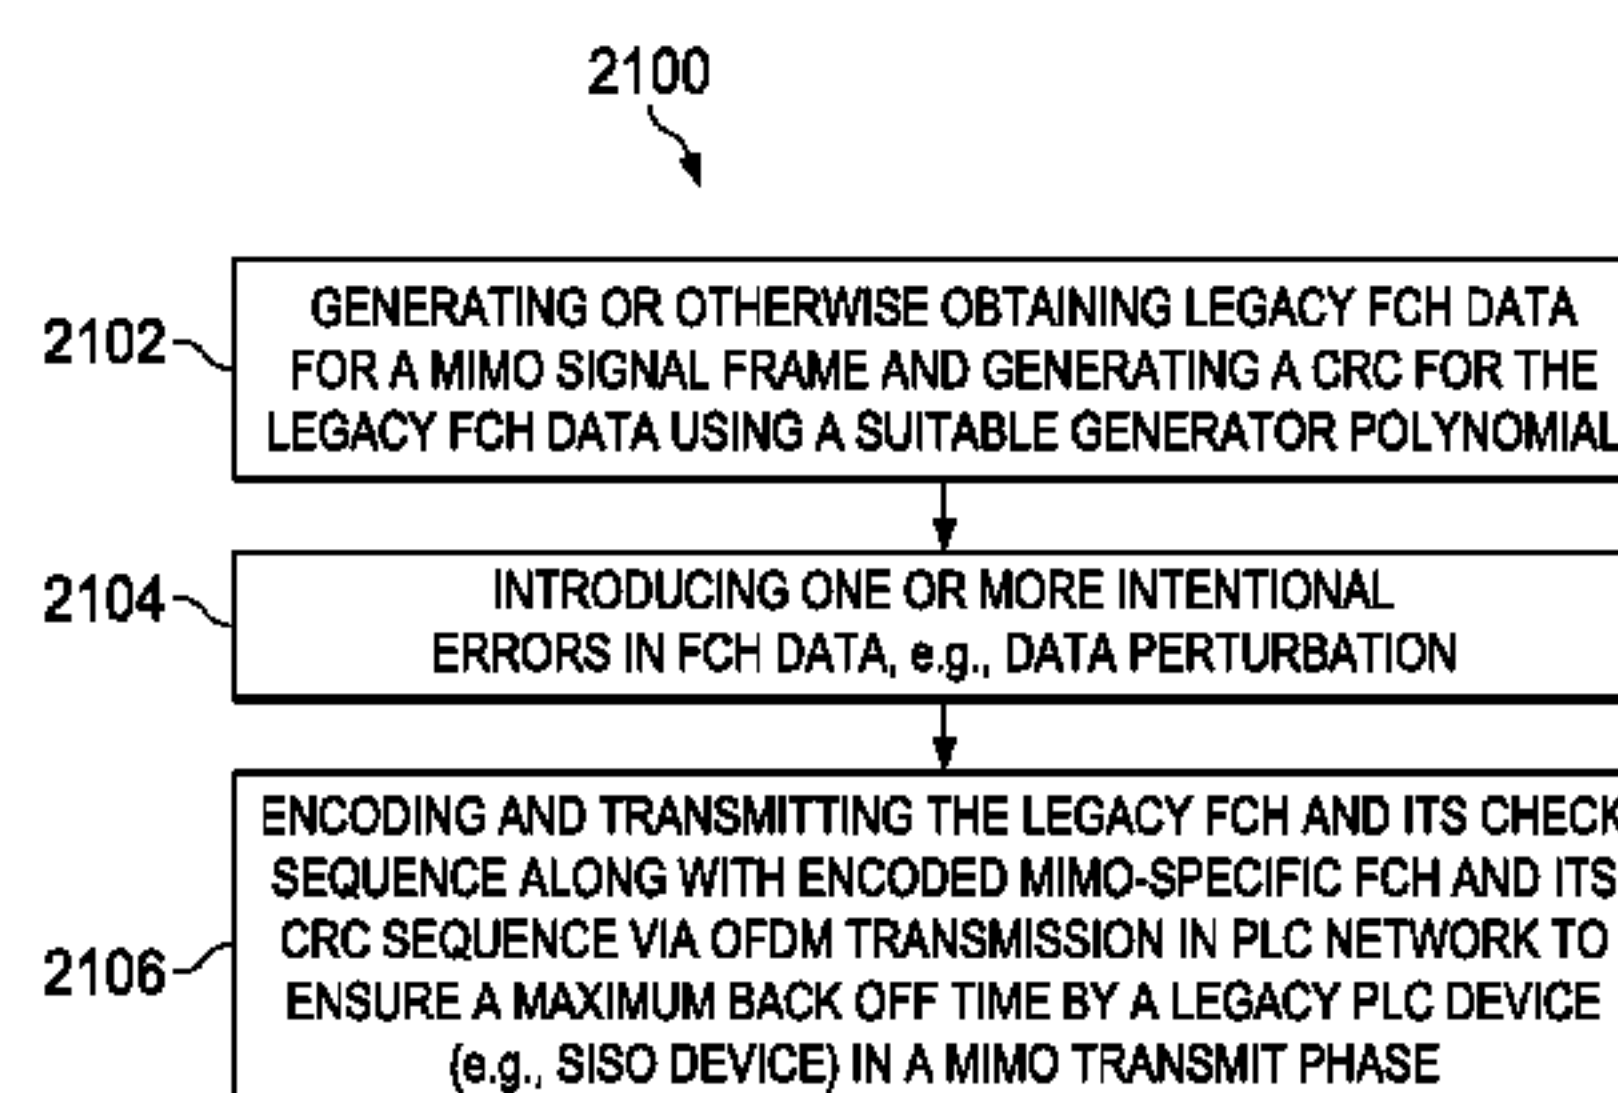 2100
2102
GENERATING OR OTHERWISE OBTAINING LEGACY FCH DATA
FOR A MIMO SIGNAL FRAME AND GENERATING A CRC FOR THE
LEGACY FCH DATA USING A SUITABLE GENERATOR POLYNOMIAL
2104
INTRODUCING ONE OR MORE INTENTIONAL
ERRORS IN FCH DATA, e.g., DATA PERTURBATION
2106
ENCODING AND TRANSMITTING THE LEGACY FCH AND ITS CHECK
SEQUENCE ALONG WITH ENCODED MIMO-SPECIFIC FCH AND ITS
CRC SEQUENCE VIA OFDM TRANSMISSION IN PLC NETWORK TO
ENSURE A MAXIMUM BACK OFF TIME BY A LEGACY PLC DEVICE
(e.g., SISO DEVICE) IN A MIMO TRANSMIT PHASE